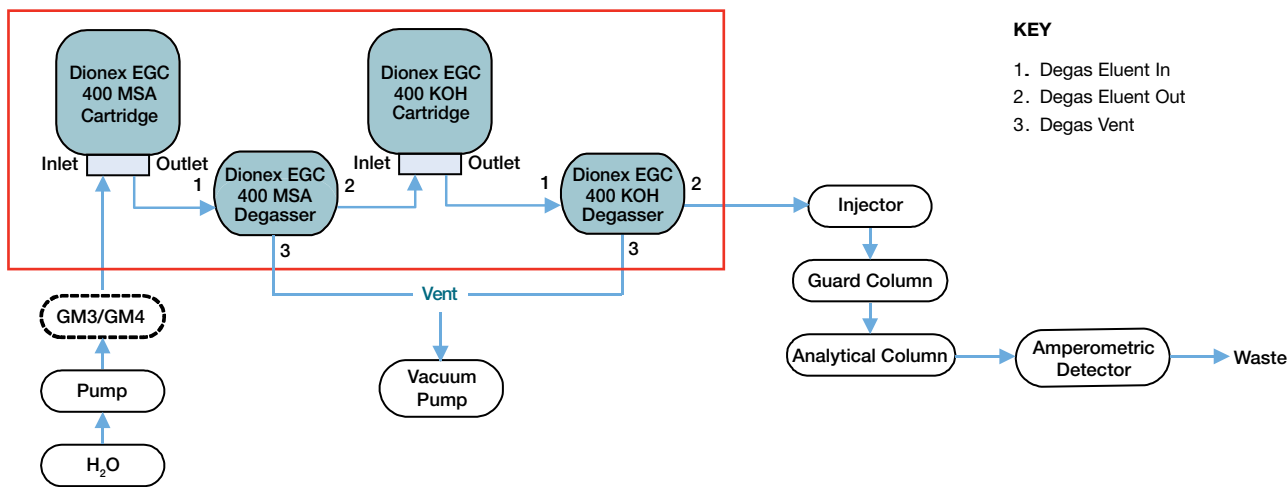 Dionex EGC
400 MSA
Cartridge
Inlet
Outlet
1
Dionex EGC
400 MSA
Degasser
2
3
Dionex EGC
400 KOH
Cartridge
Inlet
Outlet
1
Dionex EGC
400 KOH
Degasser
2
3
KEY
1. Degas Eluent In
2. Degas Eluent Out
3. Degas Vent
Injector
Guard Column
Analytical Column
Amperometric
Detector
Waste
Vent
Vacuum
Pump
GM3/GM4
Pump
H₂O